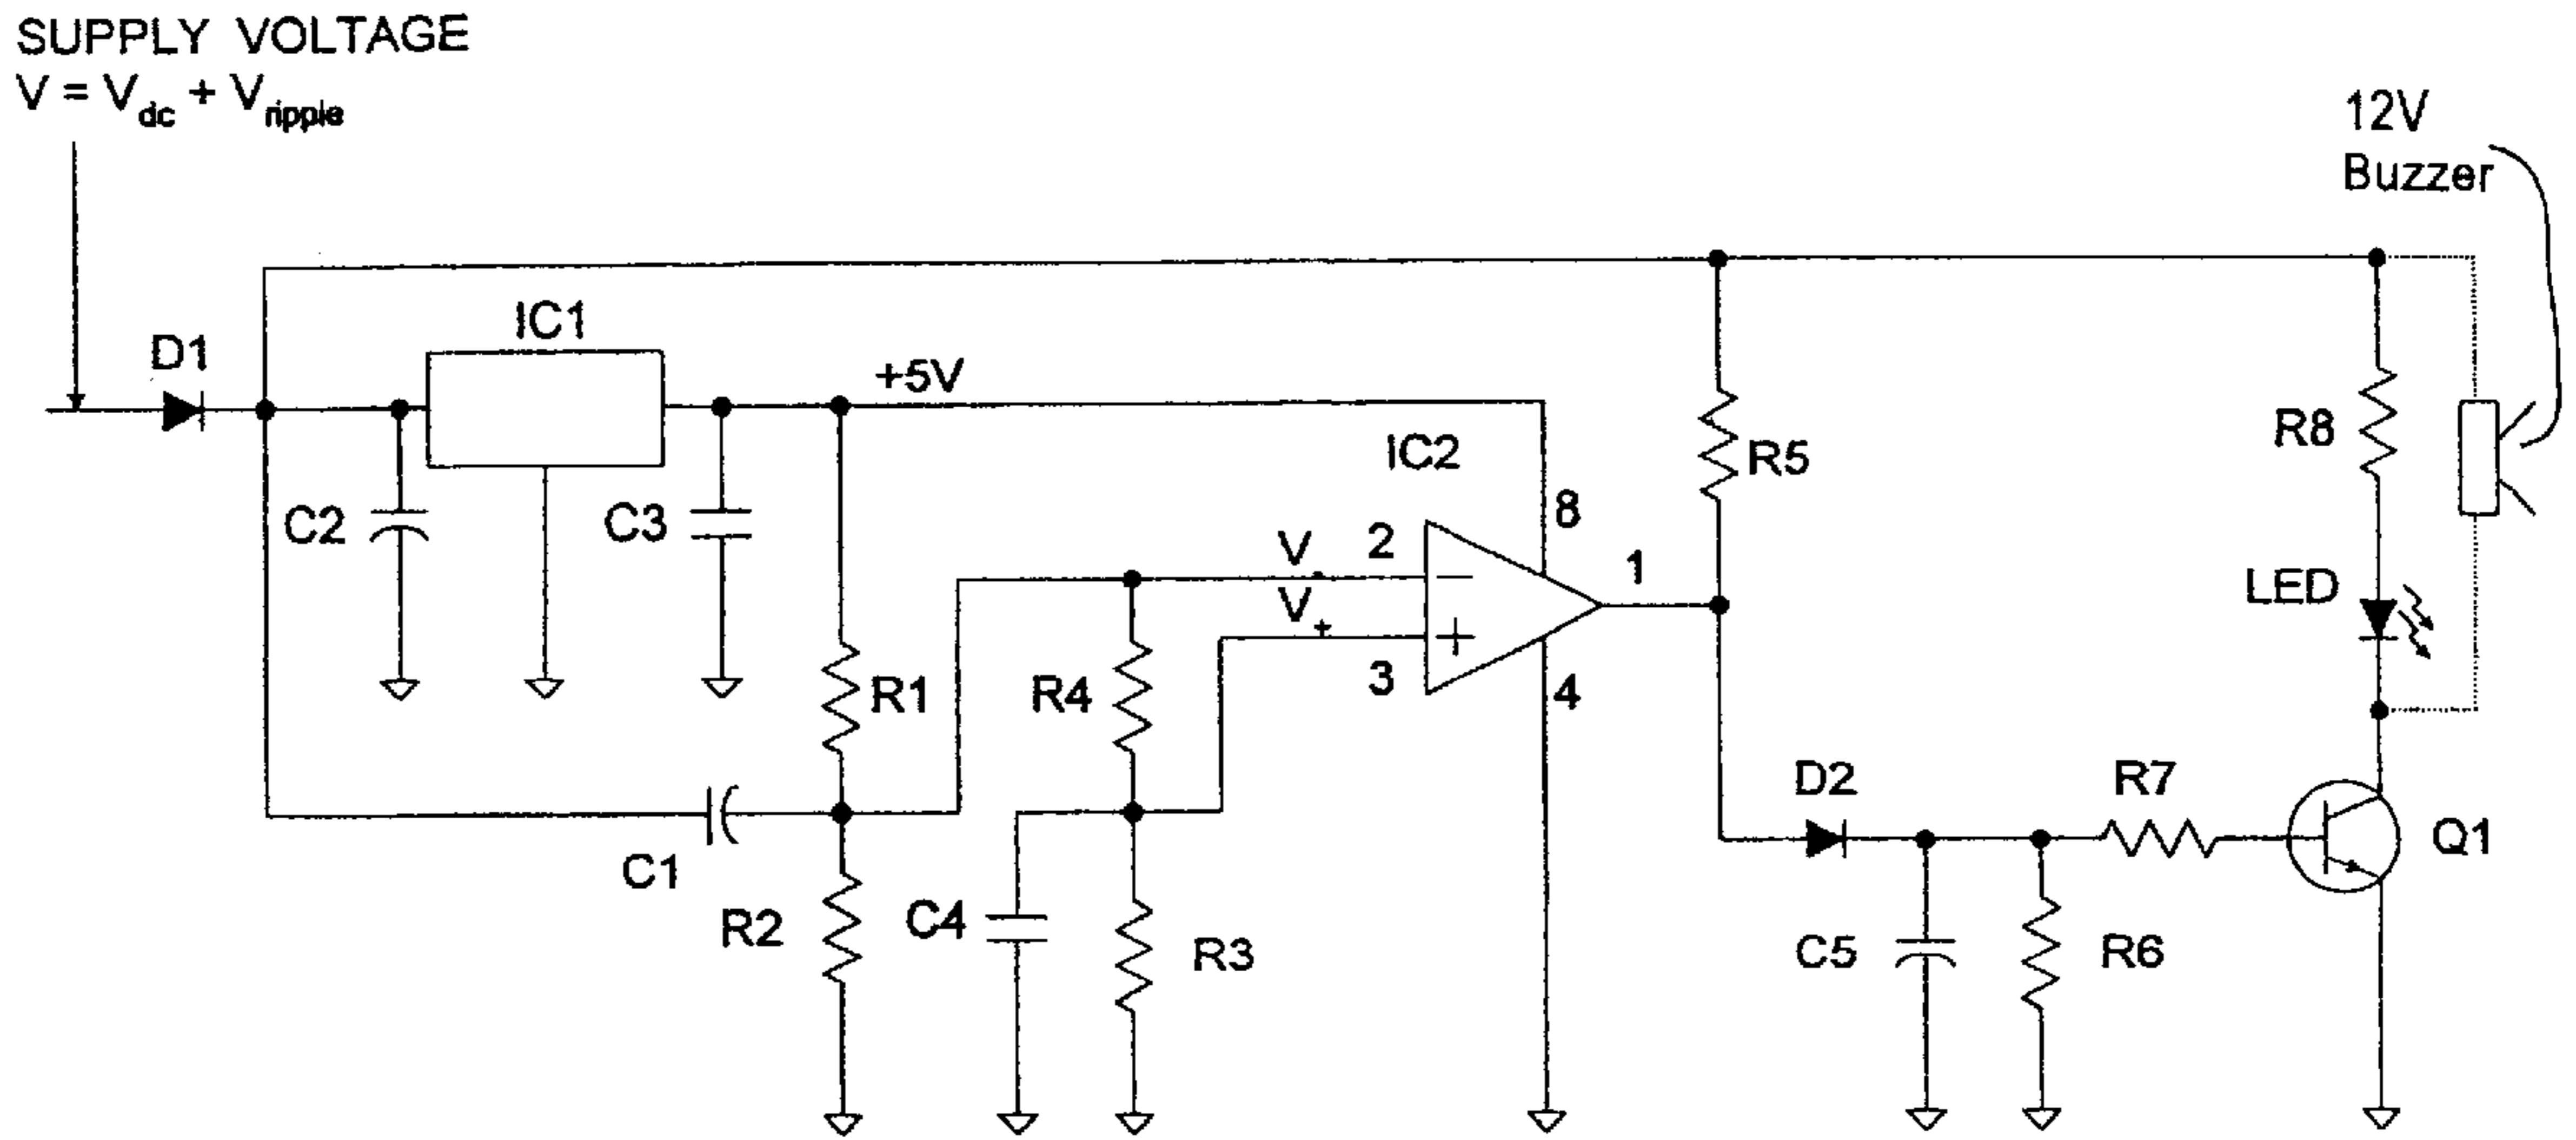 SUPPLY VOLTAGE
V = Vdc + Vripple
12V
Buzzer
IC1
D1
+5V
IC2
R8
R5
C2
C3
8
V-
2
1
V+
LED
3
4
R1
R4
D2
R7
Q1
C1
R2
C4
R3
C5
R6